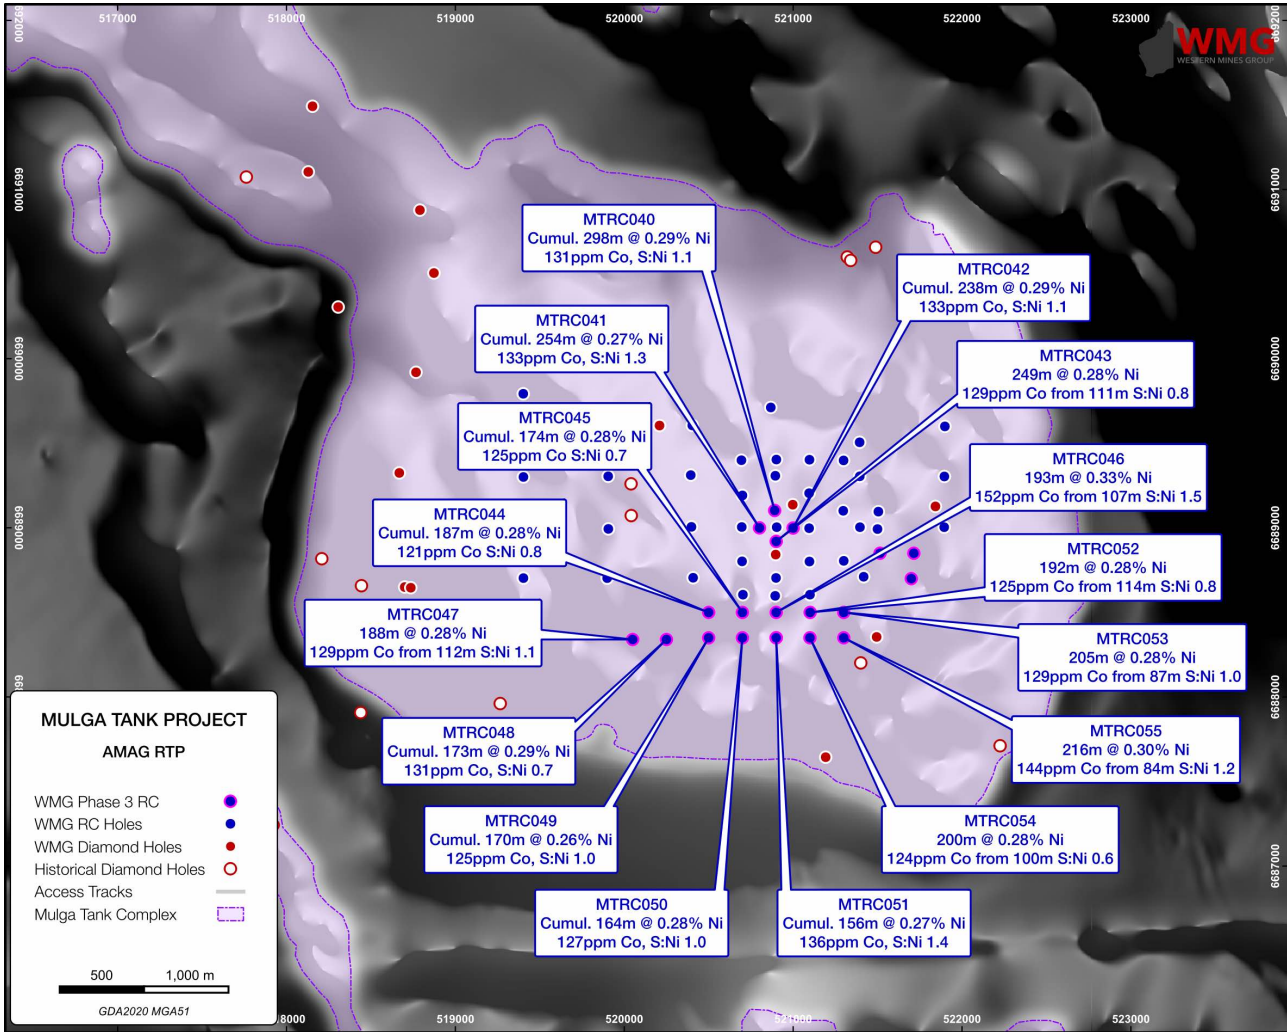 517000 518000 519000 520000 521000 522000 523000
6692000
6692000
WMG
WESTERN MINES GROUP
6691000
6691000
MTRC040
Cumul. 298m @ 0.29% Ni
131ppm Co, S:Ni 1.1
MTRC042
Cumul. 238m @ 0.29% Ni
133ppm Co, S:Ni 1.1
MTRC041
Cumul. 254m @ 0.27% Ni
133ppm Co, S:Ni 1.3
6690000
6690000
MTRC043
249m @ 0.28% Ni
129ppm Co from 111m S:Ni 0.8
MTRC045
Cumul. 174m @ 0.28% Ni
125ppm Co S:Ni 0.7
MTRC046
193m @ 0.33% Ni
152ppm Co from 107m S:Ni 1.5
6689000
6689000
MTRC044
Cumul. 187m @ 0.28% Ni
121ppm Co S:Ni 0.8
MTRC052
192m @ 0.28% Ni
125ppm Co from 114m S:Ni 0.8
MTRC047
188m @ 0.28% Ni
129ppm Co from 112m S:Ni 1.1
MTRC053
205m @ 0.28% Ni
129ppm Co from 87m S:Ni 1.0
6688000
MTRC048
Cumul. 173m @ 0.29% Ni
131ppm Co, S:Ni 0.7
MTRC055
216m @ 0.30% Ni
144ppm Co from 84m S:Ni 1.2
MTRC049
Cumul. 170m @ 0.26% Ni
125ppm Co, S:Ni 1.0
MTRC054
200m @ 0.28% Ni
124ppm Co from 100m S:Ni 0.6
6687000
MTRC050
Cumul. 164m @ 0.28% Ni
127ppm Co, S:Ni 1.0
MTRC051
Cumul. 156m @ 0.27% Ni
136ppm Co, S:Ni 1.4
MULGA TANK PROJECT
AMAG RTP
WMG Phase 3 RC
WMG RC Holes
WMG Diamond Holes
Historical Diamond Holes
Access Tracks
Mulga Tank Complex
500 1,000 m
GDA2020 MGA51
519000 520000 521000 522000 523000